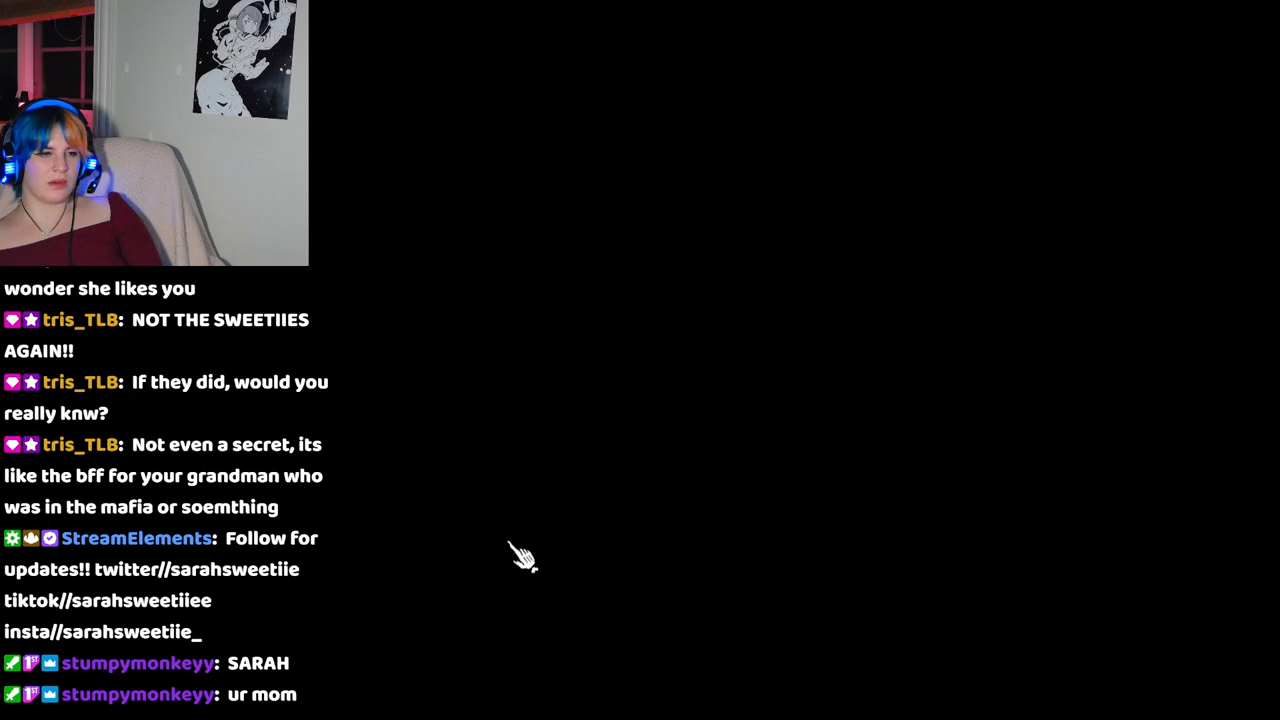 wonder she likes you
tris_TLB: NOT THE SWEETIIES
AGAIN!!
tris_TLB: If they did, would you
really knw?
tris_TLB: Not even a secret, its
like the bff for your grandman who
was in the mafia or soemthing
StreamElements: Follow for
updates!! twitter//sarahsweetiie
tiktok//sarahsweetiiee
insta//sarahsweetiie_
stumpymonkeyy: SARAH
stumpymonkeyy: ur mom